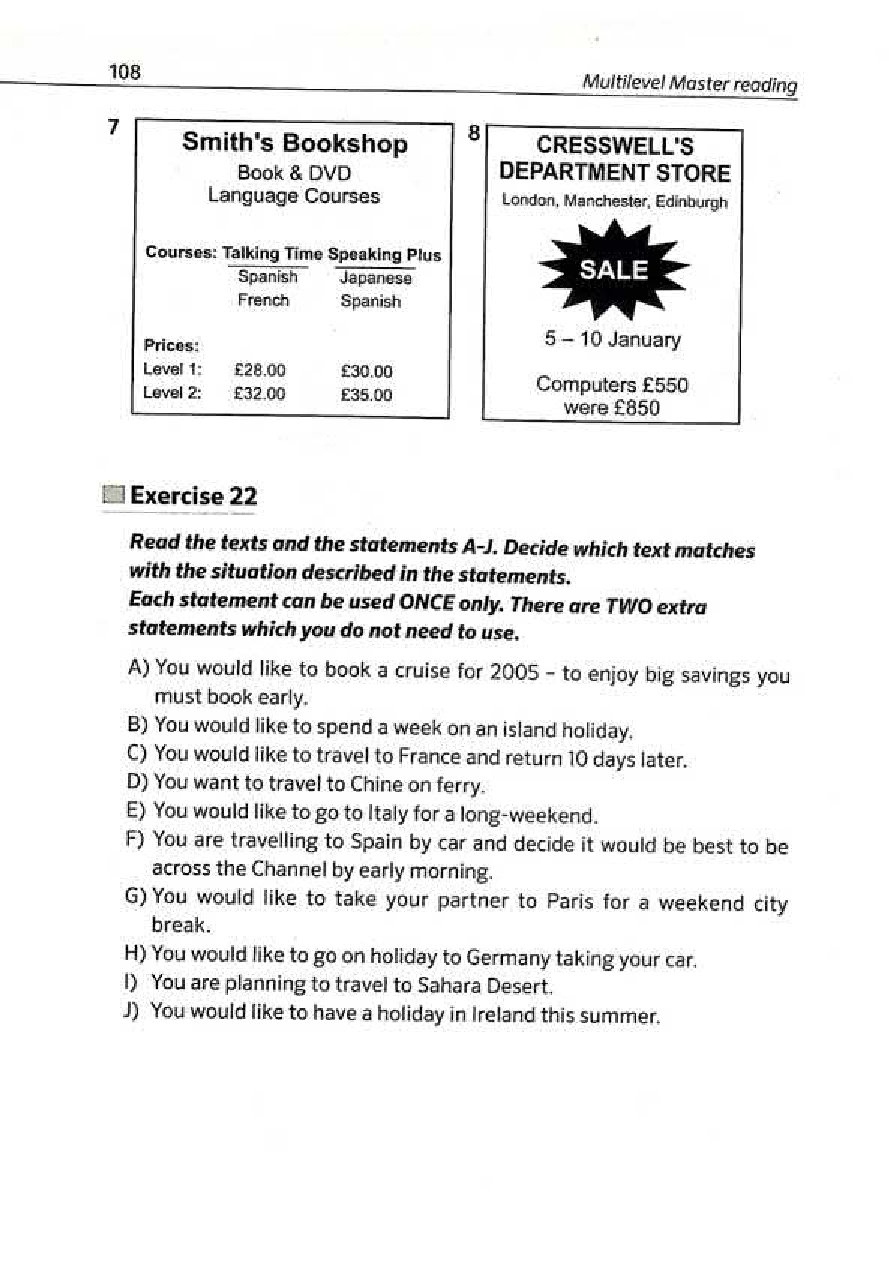 108
Multilevel Master reading
7
Smith's Bookshop
Book & DVD
Language Courses
Courses: Talking Time Speaking Plus
Spanish Japanese
French Spanish
Prices:
Level 1: £28.00 £30.00
Level 2: £32.00 £35.00
8
CRESSWELL'S
DEPARTMENT STORE
London, Manchester, Edinburgh
SALE
5 – 10 January
Computers £550
were £850
Exercise 22
Read the texts and the statements A-J. Decide which text matches
with the situation described in the statements.
Each statement can be used ONCE only. There are TWO extra
statements which you do not need to use.
A) You would like to book a cruise for 2005 - to enjoy big savings you
must book early.
B) You would like to spend a week on an island holiday.
C) You would like to travel to France and return 10 days later.
D) You want to travel to Chine on ferry.
E) You would like to go to Italy for a long-weekend.
F) You are travelling to Spain by car and decide it would be best to be
across the Channel by early morning.
G) You would like to take your partner to Paris for a weekend city
break.
H) You would like to go on holiday to Germany taking your car.
I) You are planning to travel to Sahara Desert.
J) You would like to have a holiday in Ireland this summer.